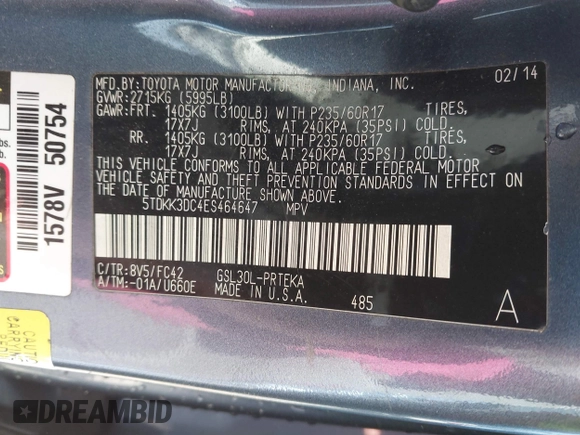 MFD.BY:TOYOTA MOTOR MANUFACTURING, INDIANA, INC. 02/14
GVWR:2715KG(5995LB)
GAWR:FRT. 1405KG(3100LB)WITH P235/60R17 TIRES,
17X7J RIMS, AT 240KPA(35PSI) COLD.
RR. 1405KG(3100LB)WITH P235/60R17 TIRES,
17X7J RIMS, AT 240KPA(35PSI) COLD.
THIS VEHICLE CONFORMS TO ALL APPLICABLE FEDERAL MOTOR
VEHICLE SAFETY AND THEFT PREVENTION STANDARDS IN EFFECT ON
THE DATE OF MANUFACTURE SHOWN ABOVE.
5TDKK3DC4ES464647 MPV
C/TR:8V5/FC42 GSL30L-PRTEKA
A/TM:-01A/U660E MADE IN U.S.A. 485 A
1578V 50754
lbs.
lb.
CAUT
CARRYIN
DREAMBID